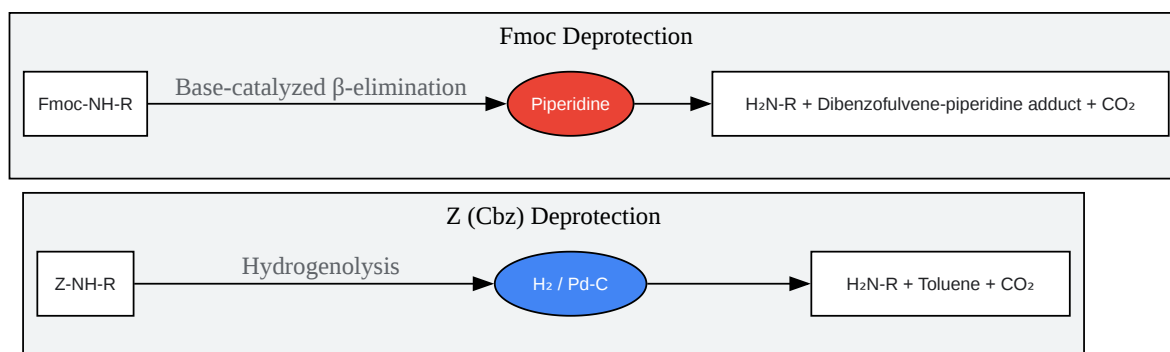 Fmoc Deprotection
Fmoc-NH-R
Base-catalyzed β-elimination
Piperidine
H₂N-R + Dibenzofulvene-piperidine adduct + CO₂
Z (Cbz) Deprotection
Z-NH-R
Hydrogenolysis
H₂ / Pd-C
H₂N-R + Toluene + CO₂